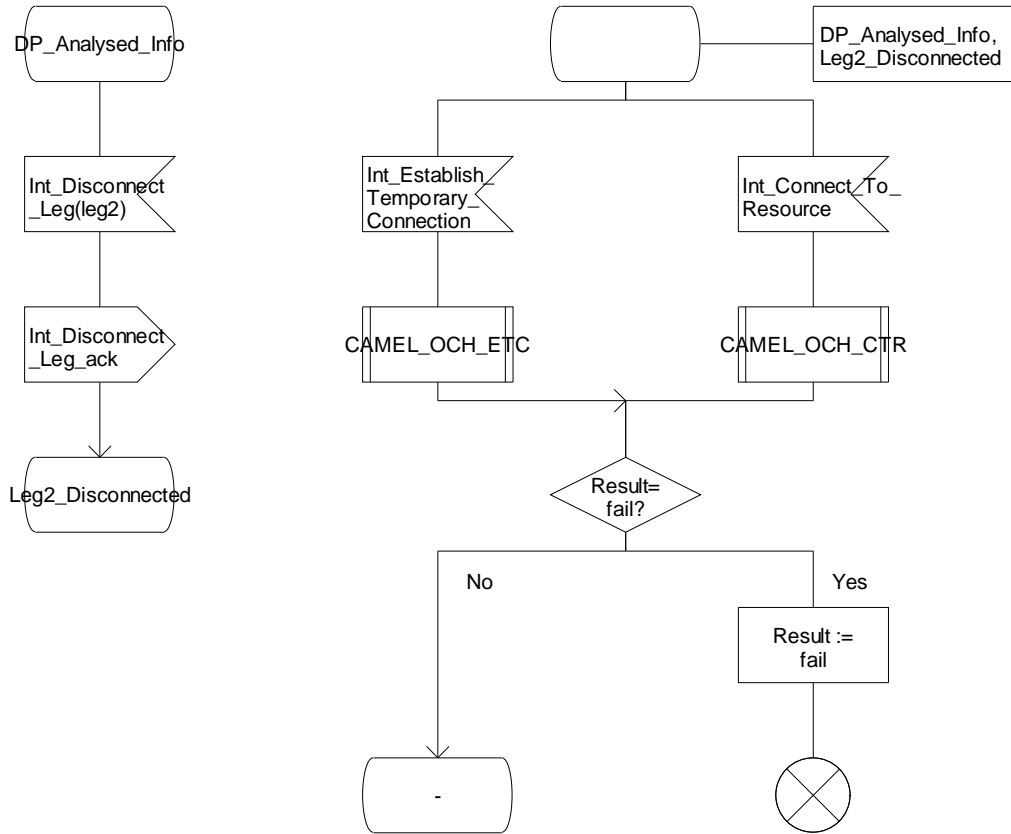 DP_Analysed_Info
Int_Disconnect
_Leg(leg2)
Int_Disconnect
_Leg_ack
Leg2_Disconnected
DP_Analysed_Info,
Leg2_Disconnected
Int_Establish_
Temporary_
Connection
Int_Connect_To_
Resource
CAMEL_OCH_ETC
CAMEL_OCH_CTR
Result=
fail?
No
Yes
Result :=
fail
-